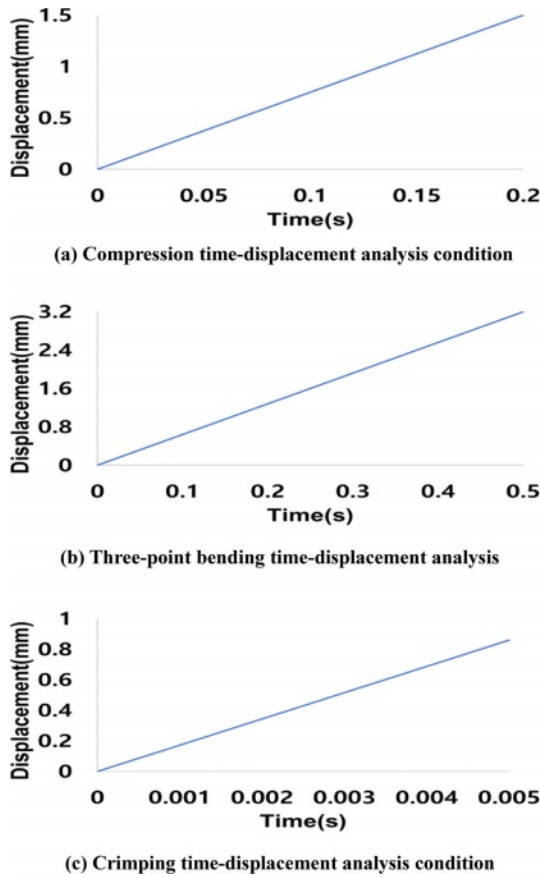 Displacement(mm)
1.5
1
0.5
0
0 0.05 0.1 0.15 0.2
Time(s)
(a) Compression time-displacement analysis condition
Displacement(mm)
3.2
2.4
1.6
0.8
0
0 0.1 0.2 0.3 0.4 0.5
Time(s)
(b) Three-point bending time-displacement analysis
Displacement(mm)
1
0.8
0.6
0.4
0.2
0
0 0.001 0.002 0.003 0.004 0.005
Time(s)
(c) Crimping time-displacement analysis condition